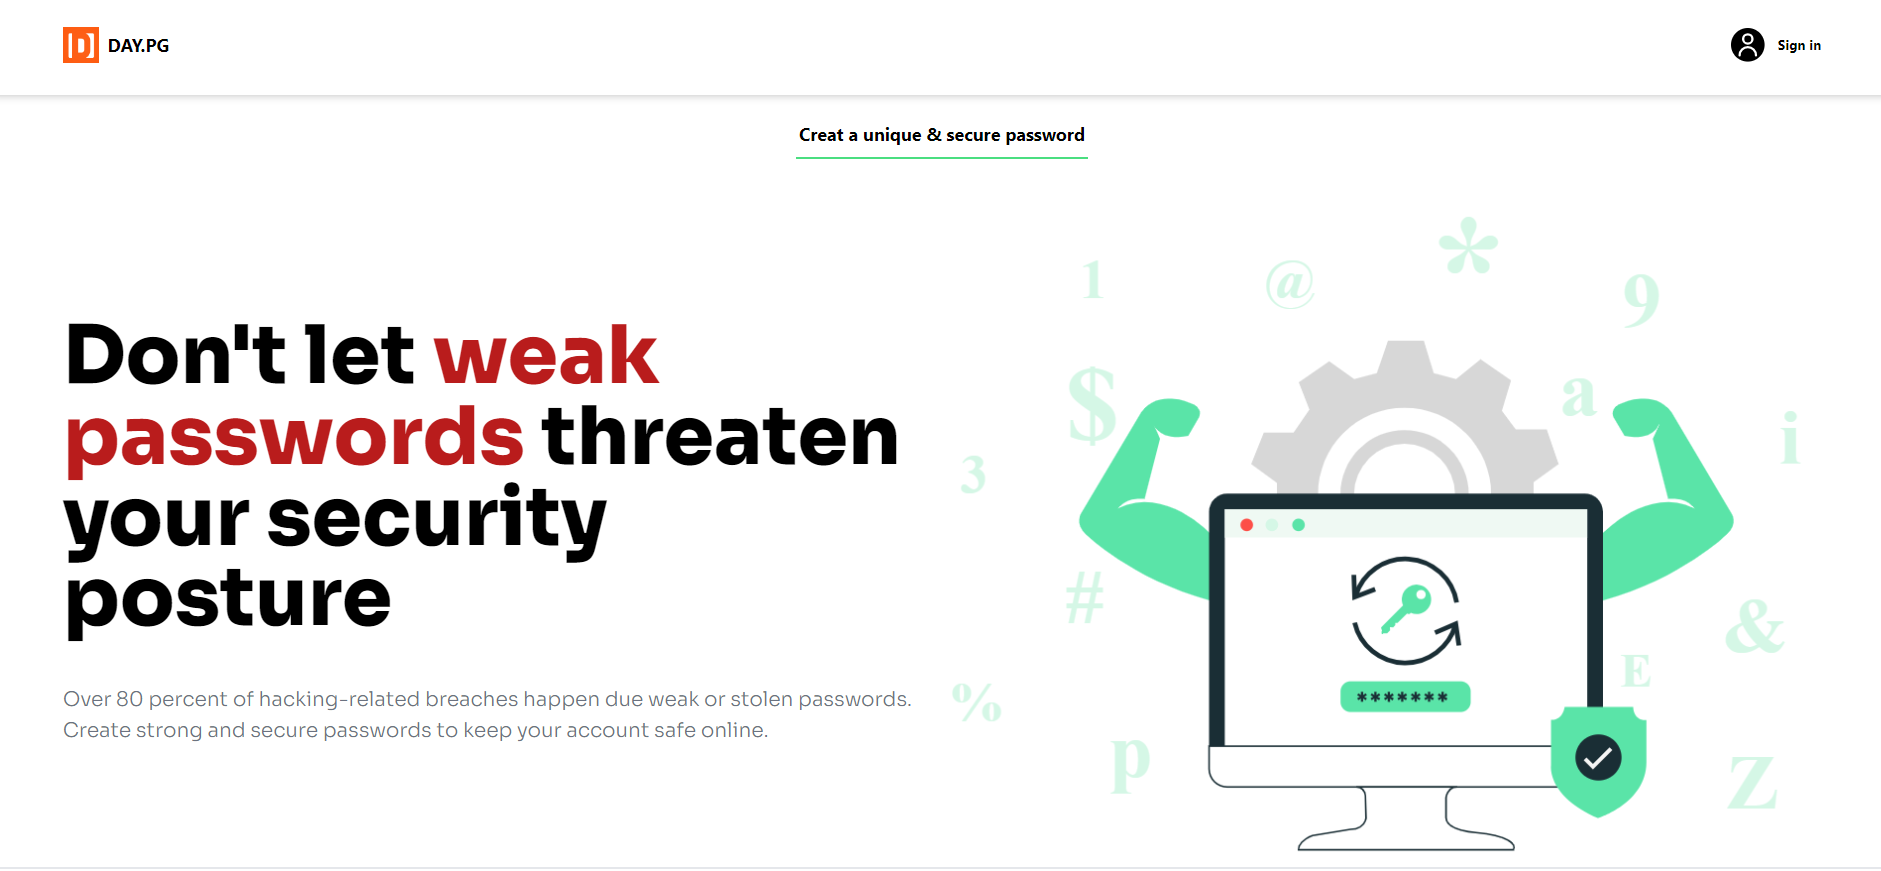 DAY.PG
Sign in
Creat a unique & secure password
Don't let weak
passwords threaten
your security
posture
Over 80 percent of hacking-related breaches happen due weak or stolen passwords.
Create strong and secure passwords to keep your account safe online.
*
1
@
9
$
a
i
3
#
*******
&
E
%
p
Z